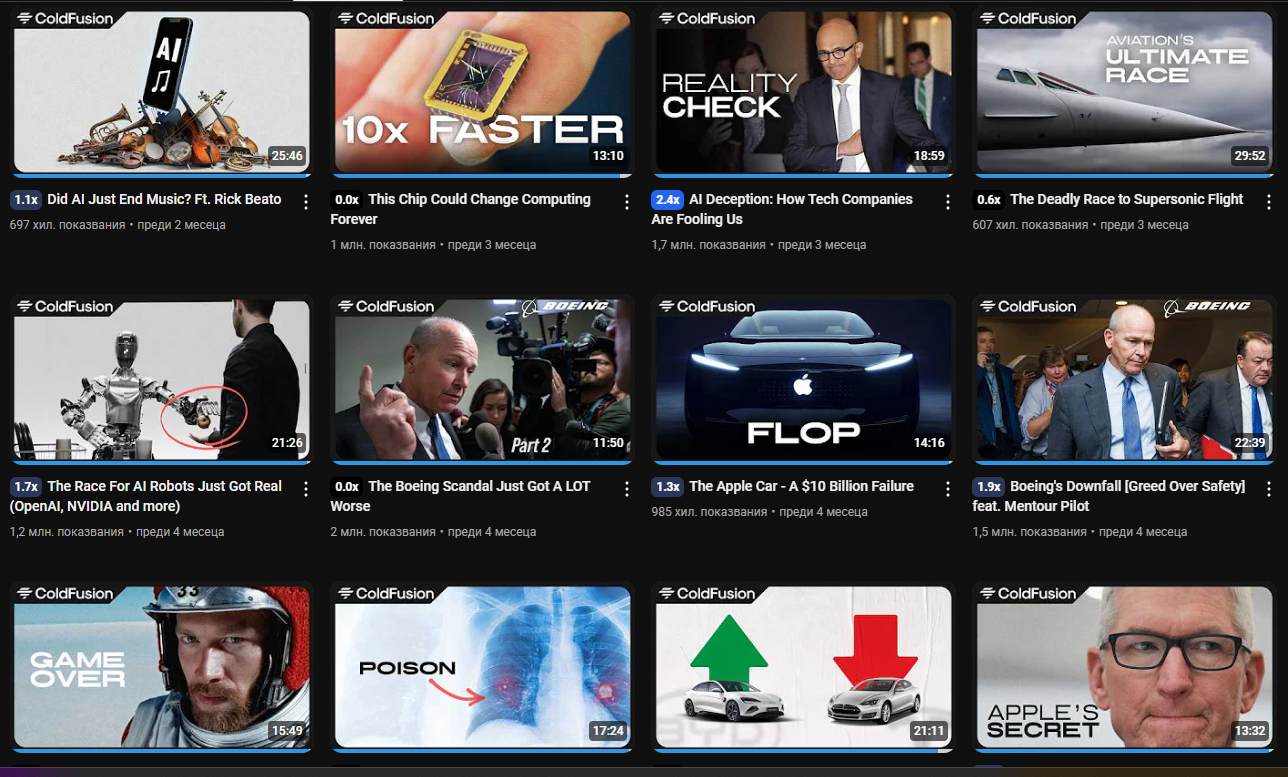 ColdFusion
AI
25:46
1.1x Did AI Just End Music? Ft. Rick Beato
697 хил. показвания • преди 2 месеца
ColdFusion
10x FASTER
13:10
0.0x This Chip Could Change Computing
Forever
1 млн. показвания • преди 3 месеца
ColdFusion
REALITY
CHECK
18:59
2.4x AI Deception: How Tech Companies
Are Fooling Us
1,7 млн. показвания • преди 3 месеца
ColdFusion
AVIATION'S
ULTIMATE
RACE
29:52
0.6x The Deadly Race to Supersonic Flight
607 хил. показвания • преди 3 месеца
ColdFusion
21:26
1.7x The Race For AI Robots Just Got Real
(OpenAI, NVIDIA and more)
1,2 млн. показвания • преди 4 месеца
ColdFusion
BOEING
Part 2
11:50
0.0x The Boeing Scandal Just Got A LOT
Worse
2 млн. показвания • преди 4 месеца
ColdFusion
FLOP
14:16
1.3x The Apple Car - A $10 Billion Failure
985 хил. показвания • преди 4 месеца
ColdFusion
BOEING
22:39
1.9x Boeing's Downfall [Greed Over Safety]
feat. Mentour Pilot
1,5 млн. показвания • преди 4 месеца
ColdFusion
33
GAME
OVER
15:49
ColdFusion
POISON
17:24
ColdFusion
BYD
21:11
ColdFusion
APPLE'S
SECRET
13:32